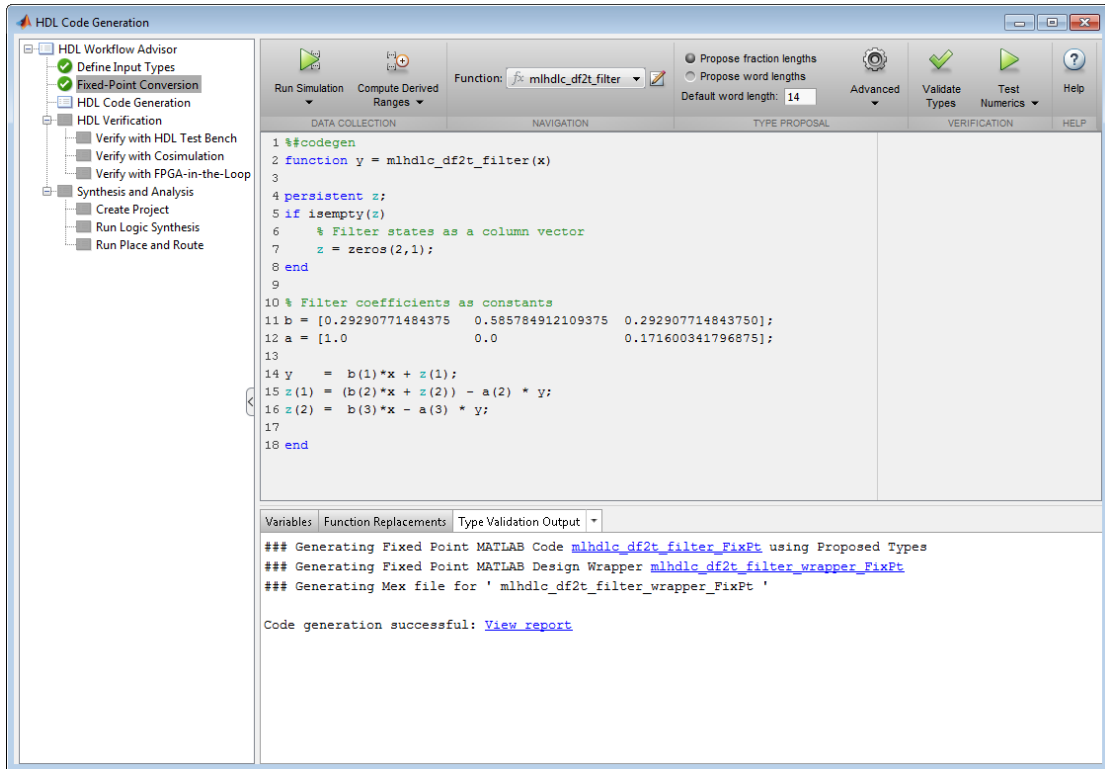 HDL Code Generation
HDL Workflow Advisor
Define Input Types
Fixed-Point Conversion
HDL Code Generation
HDL Verification
Verify with HDL Test Bench
Verify with Cosimulation
Verify with FPGA-in-the-Loop
Synthesis and Analysis
Create Project
Run Logic Synthesis
Run Place and Route
Run Simulation
Compute Derived
Ranges
DATA COLLECTION
Function: fx mlhdlc_df2t_filter
NAVIGATION
Propose fraction lengths
Propose word lengths
Default word length: 14
Advanced
TYPE PROPOSAL
Validate
Types
Test
Numerics
VERIFICATION
?
Help
HELP
1 %#codegen
2 function y = mlhdlc_df2t_filter(x)
3
4 persistent z;
5 if isempty(z)
6 % Filter states as a column vector
7 z = zeros(2,1);
8 end
9
10 % Filter coefficients as constants
11 b = [0.29290771484375 0.585784912109375 0.292907714843750];
12 a = [1.0 0.0 0.171600341796875];
13
14 y = b(1)*x + z(1);
15 z(1) = (b(2)*x + z(2)) - a(2) * y;
16 z(2) = b(3)*x - a(3) * y;
17
18 end
Variables Function Replacements Type Validation Output
### Generating Fixed Point MATLAB Code mlhdlc_df2t_filter_FixPt using Proposed Types
### Generating Fixed Point MATLAB Design Wrapper mlhdlc_df2t_filter_wrapper_FixPt
### Generating Mex file for ' mlhdlc_df2t_filter_wrapper_FixPt '
Code generation successful: View report